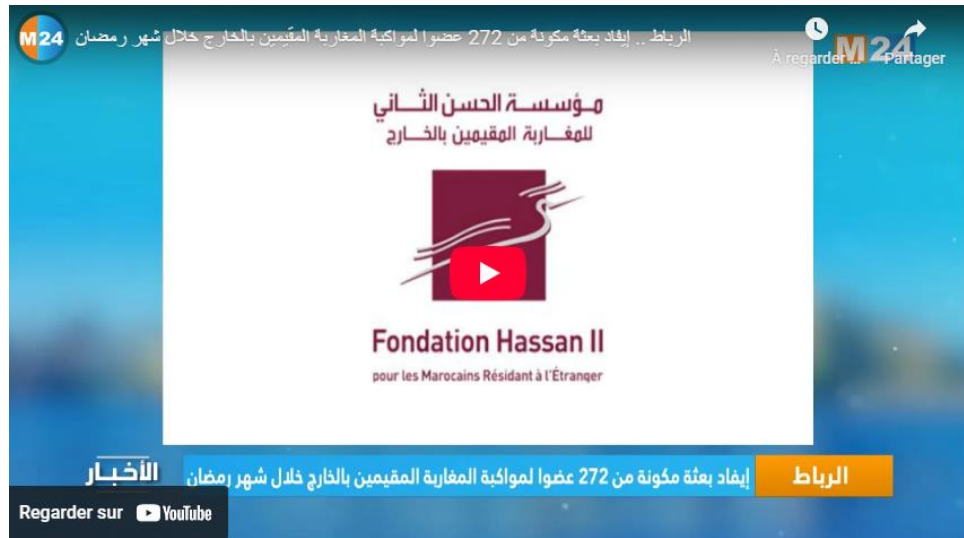 M24
الرباط .. إيفاد بعثة مكونة من 272 عضوا لمواكبة المغاربة المقيمين بالخارج خلال شهر رمضان
À regarder ...
Partager
M24
مؤسسة الحسن الثاني
للمغاربة المقيمين بالخارج
Fondation Hassan II
pour les Marocains Résidant à l'Étranger
الرباط
إيفاد بعثة مكونة من 272 عضوا لمواكبة المغاربة المقيمين بالخارج خلال شهر رمضان
الأخبار
Regarder sur YouTube